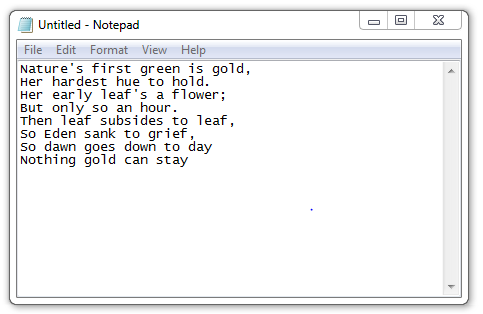 Untitled - Notepad
File Edit Format View Help
Nature's first green is gold,
Her hardest hue to hold.
Her early leaf's a flower;
But only so an hour.
Then leaf subsides to leaf,
So Eden sank to grief,
So dawn goes down to day
Nothing gold can stay